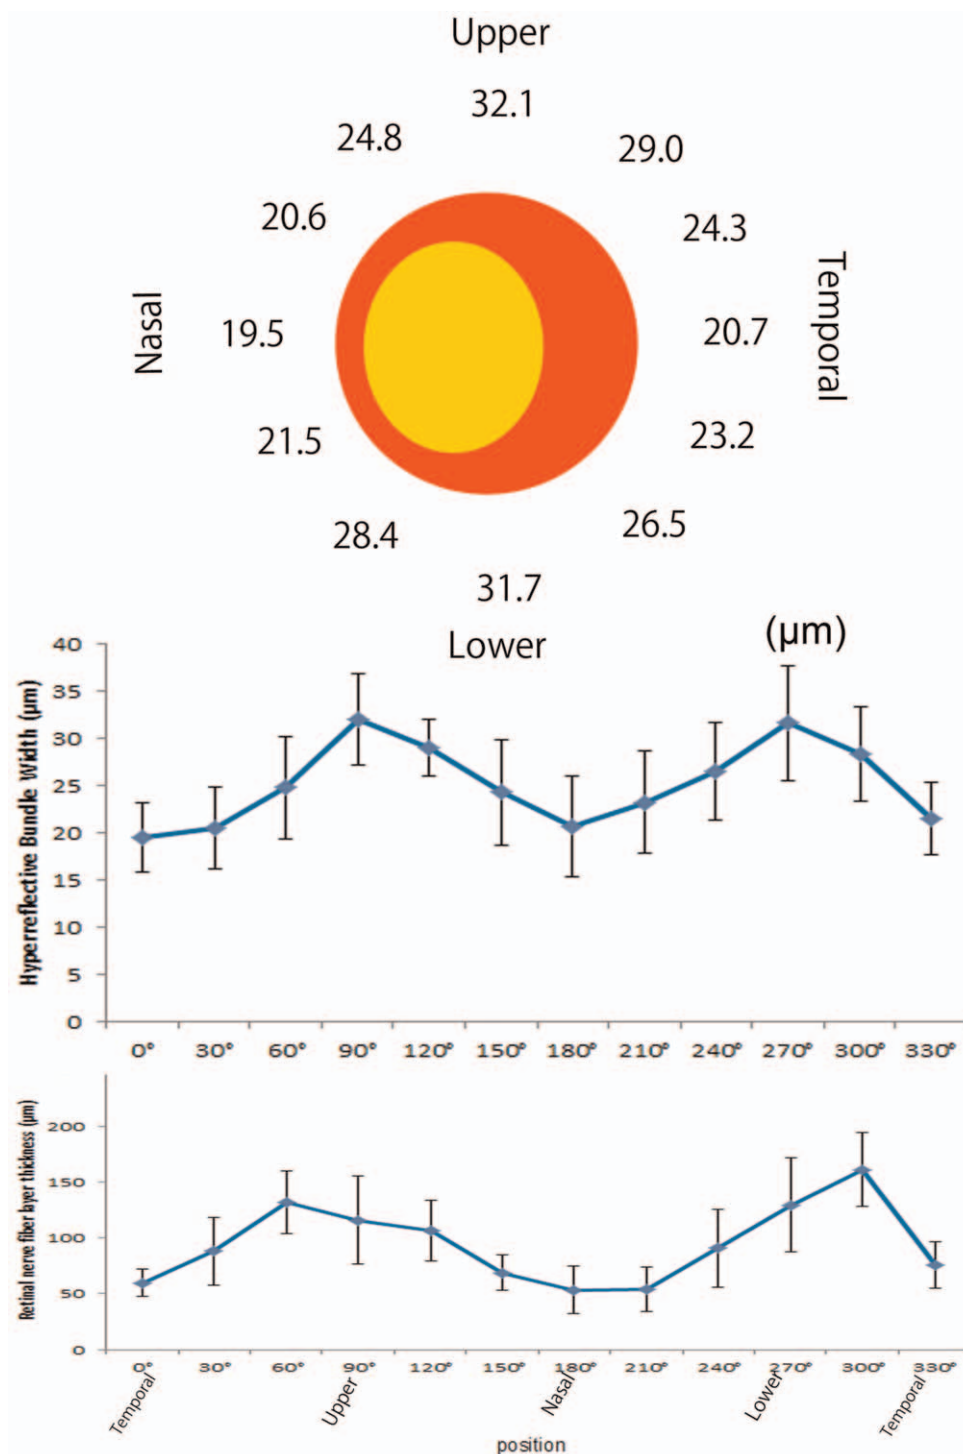 Upper
32.1
24.8
29.0
20.6
24.3
Nasal
19.5
20.7
Temporal
21.5
23.2
28.4
26.5
31.7
Lower
(μm)
Hyperreflective Bundle Width (μm)
40
35
30
25
20
15
10
5
0
0° 30° 60° 90° 120° 150° 180° 210° 240° 270° 300° 330°
Retinal nerve fiber layer thickness (μm)
200
150
100
50
0
0° 30° 60° 90° 120° 150° 180° 210° 240° 270° 300° 330°
Temporal Upper Nasal Lower Temporal
position